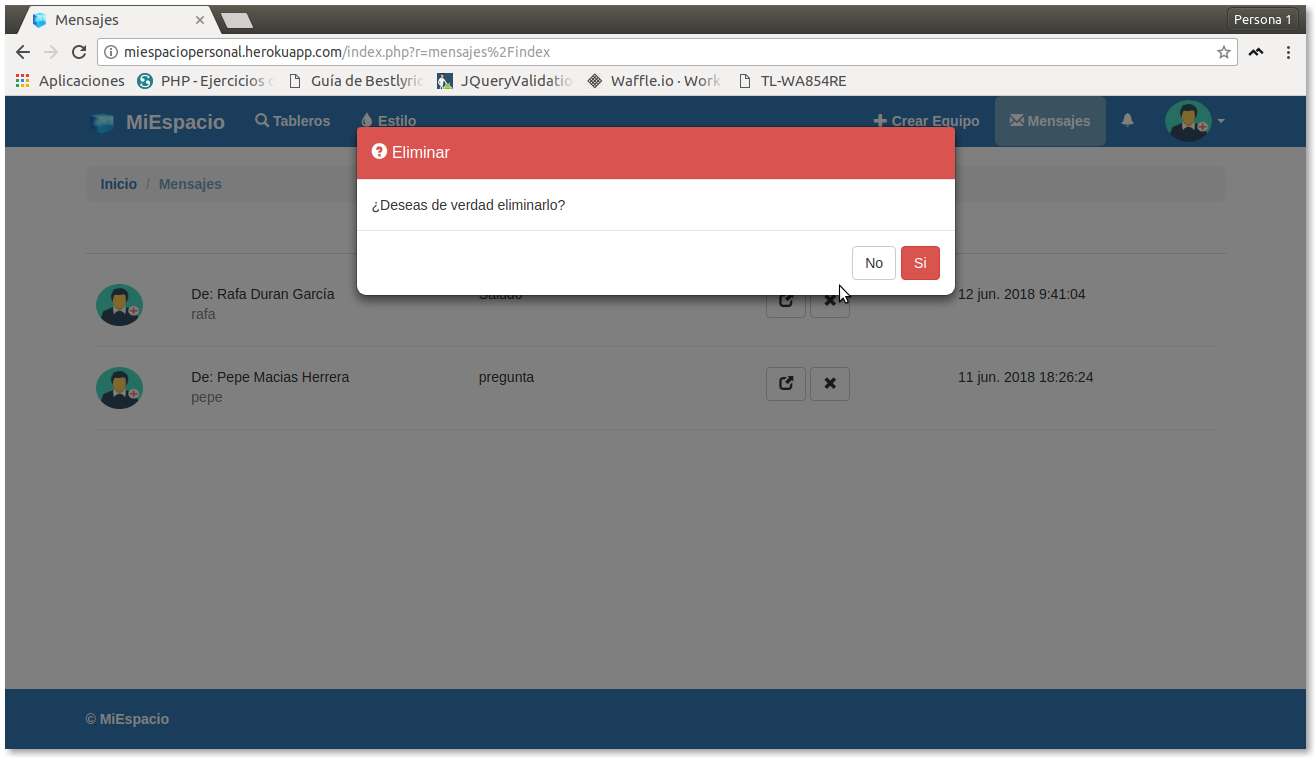 Mensajes
Persona 1
miespaciopersonal.herokuapp.com/index.php?r=mensajes%2Findex
Aplicaciones PHP - Ejercicios Guía de Bestlyric JQueryValidatio Waffle.io · Work TL-WA854RE
MiEspacio Tableros Estilo Crear Equipo Mensajes
Eliminar
Inicio / Mensajes
¿Deseas de verdad eliminarlo?
No Si
De: Rafa Duran García Saludo 12 jun. 2018 9:41:04
rafa
De: Pepe Macias Herrera pregunta 11 jun. 2018 18:26:24
pepe
© MiEspacio